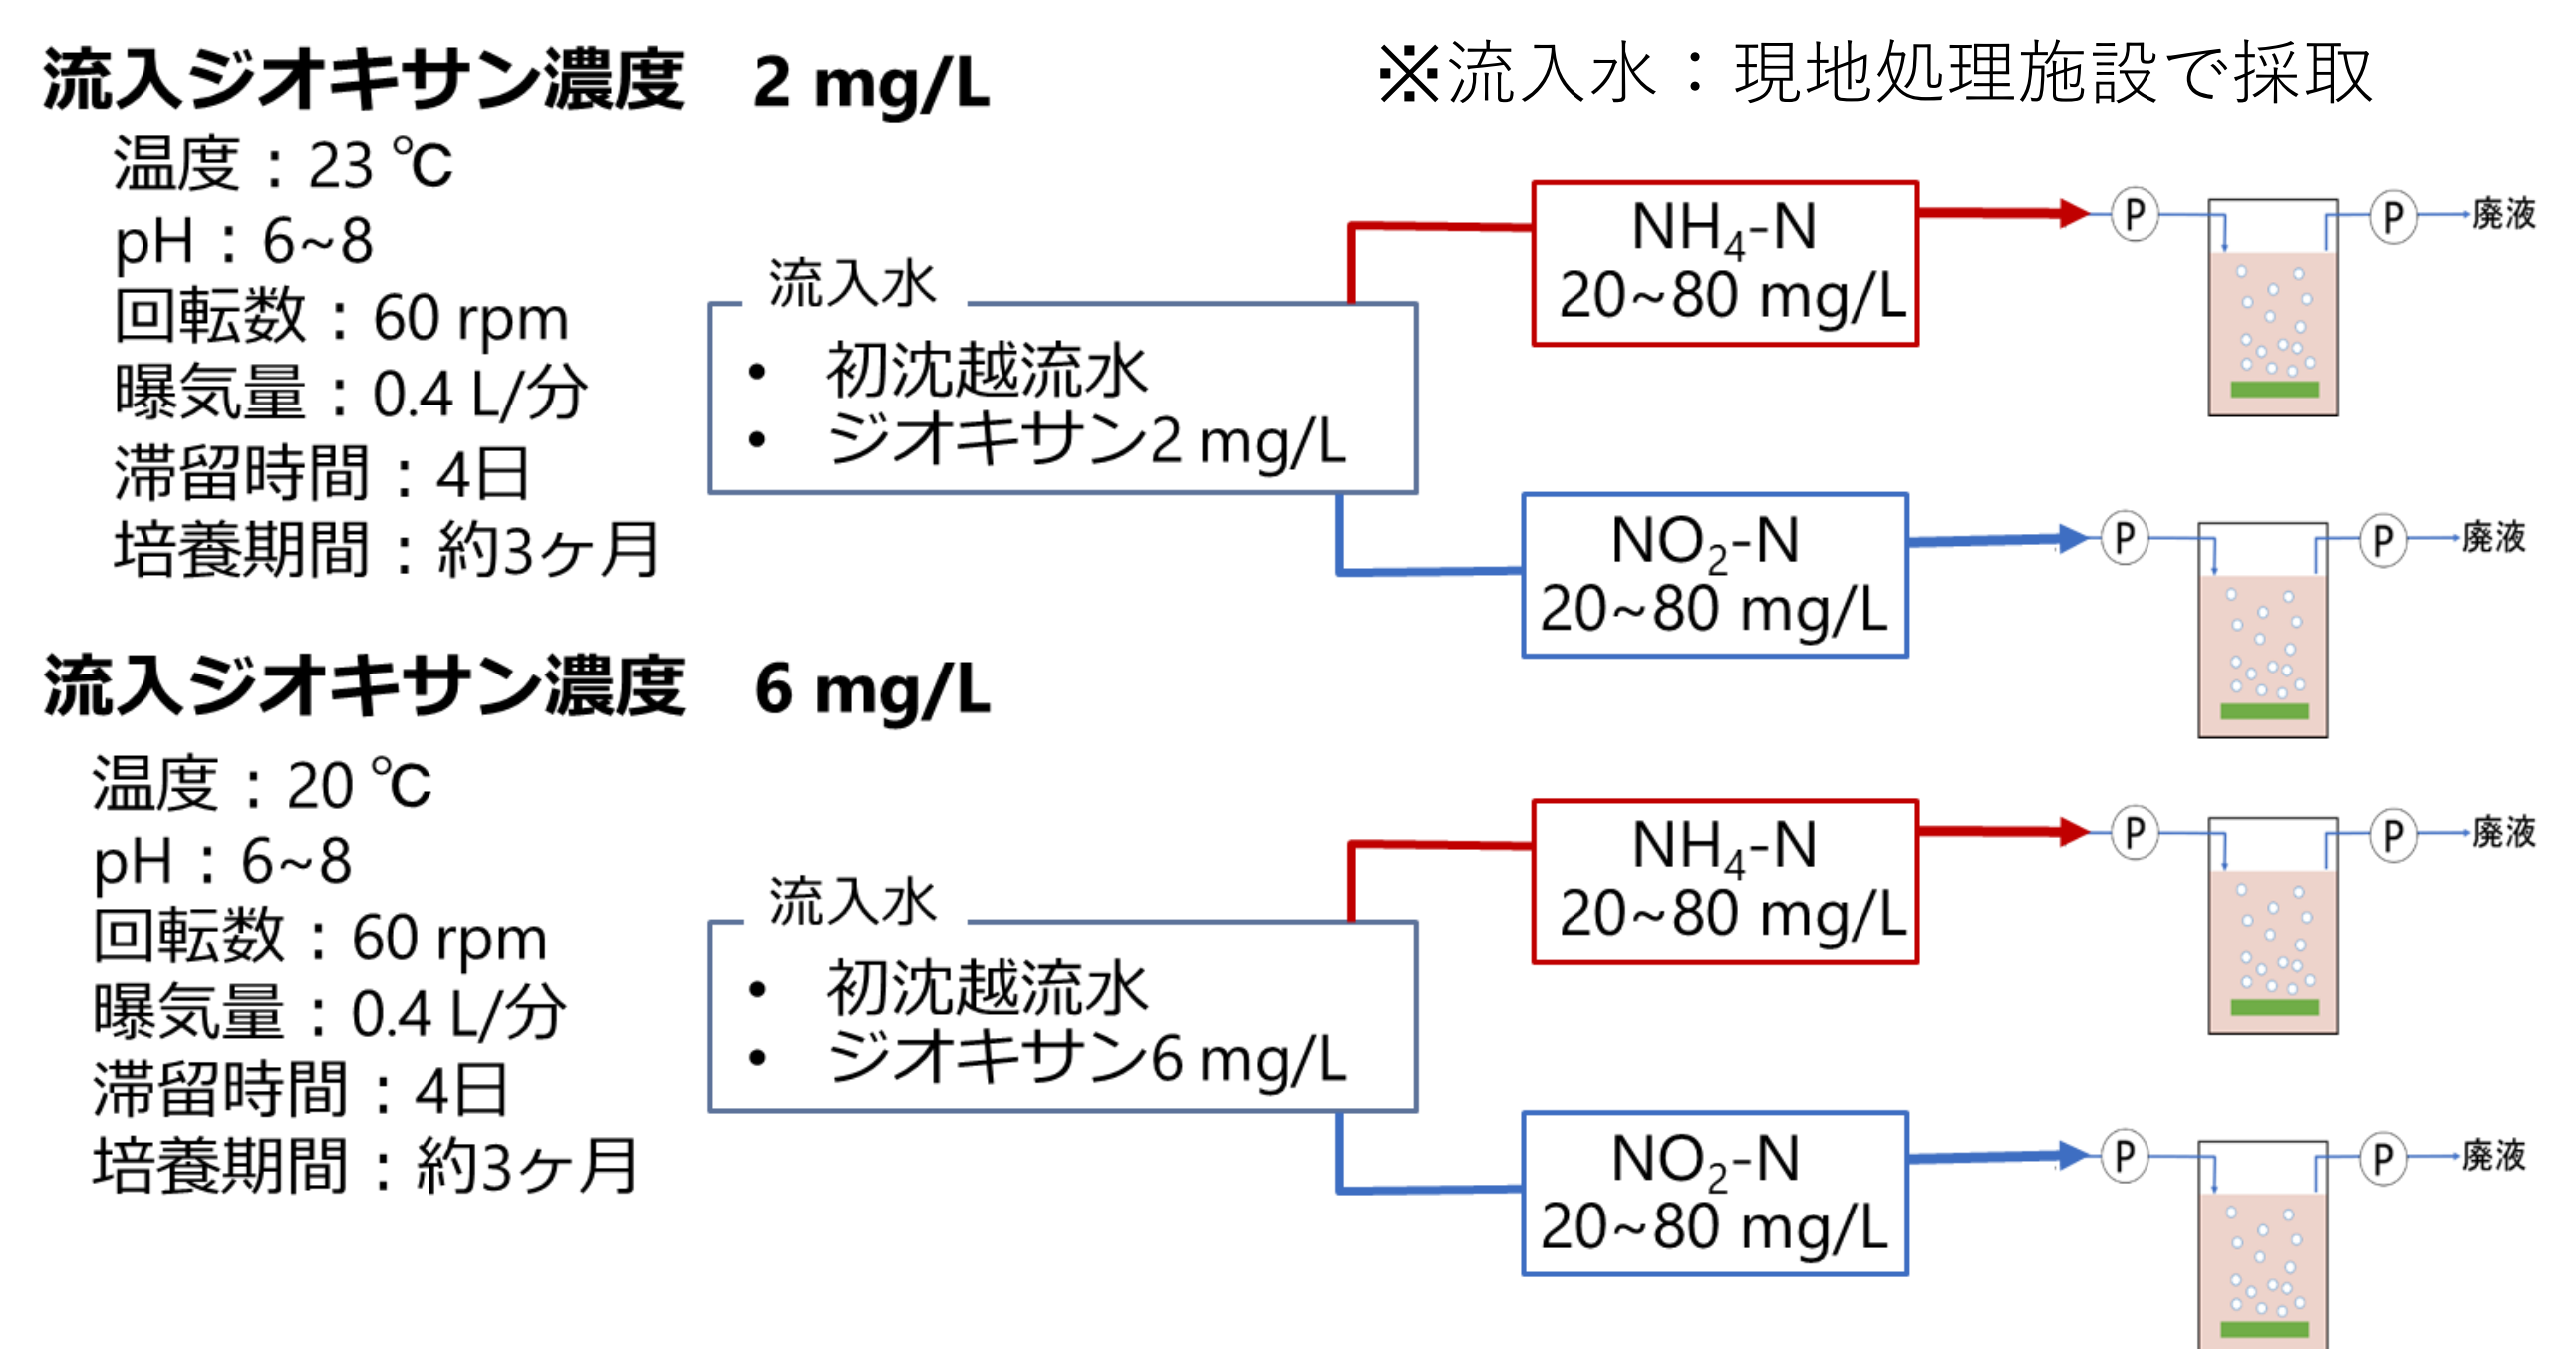 流入ジオキサン濃度 2 mg/L
※流入水：現地処理施設で採取
温度：23 ℃
pH：6~8
回転数：60 rpm
曝気量：0.4 L/分
滞留時間：4日
培養期間：約3ヶ月
流入水
• 初沈越流水
• ジオキサン2 mg/L
NH4-N
20~80 mg/L
P
P
廃液
NO2-N
20~80 mg/L
P
P
廃液
流入ジオキサン濃度 6 mg/L
温度：20 ℃
pH：6~8
回転数：60 rpm
曝気量：0.4 L/分
滞留時間：4日
培養期間：約3ヶ月
流入水
• 初沈越流水
• ジオキサン6 mg/L
NH4-N
20~80 mg/L
P
P
廃液
NO2-N
20~80 mg/L
P
P
廃液